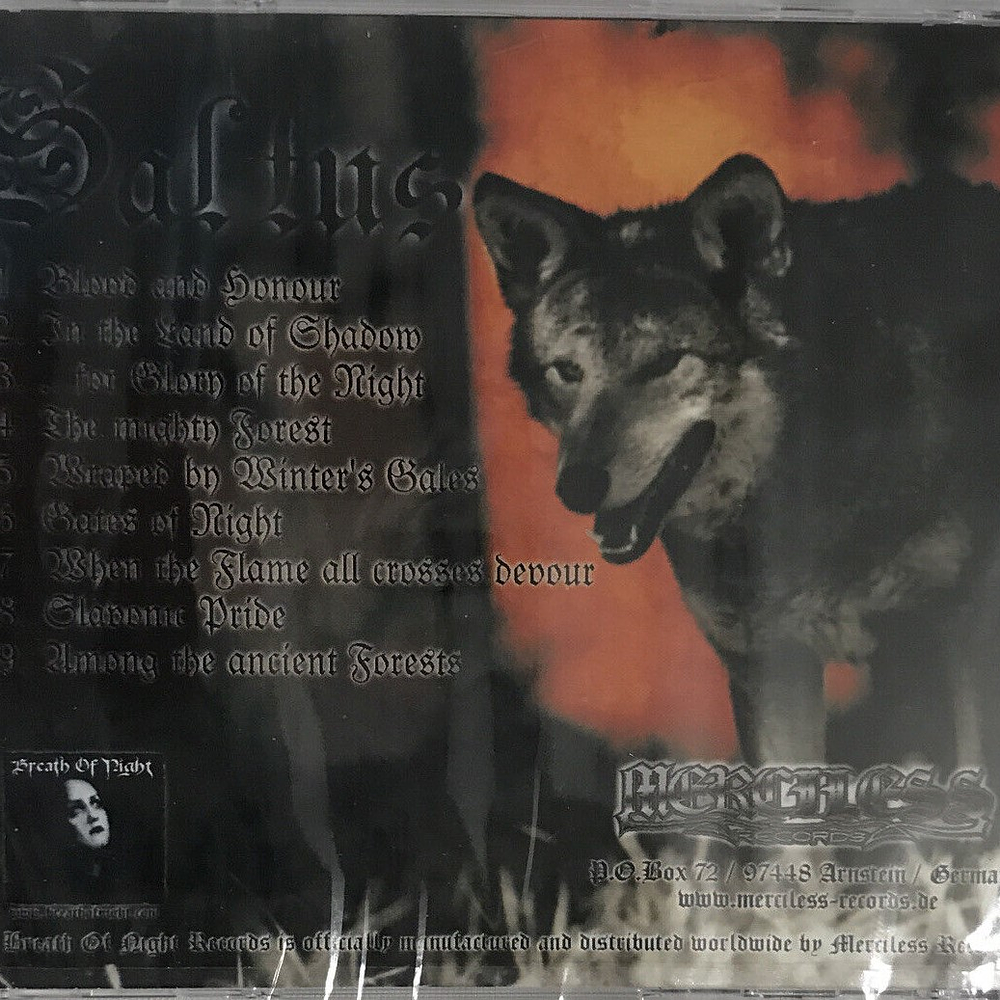 Saltus
1 Blood and Honour
2 In the Land of Shadow
3 ... for Glory of the Night
4 The mighty Forest
5 Wraped by Winter's Gales
6 Gates of Night
7 When the Flame all crosses devour
8 Slavonic Pride
9 Among the ancient Forests
Breath Of Night
MERCILESS
RECORDS
P.O.Box 72 / 97448 Arnstein / Germa
www.merciless-records.de
Breath Of Night Records is officially manufactured and distributed worldwide by Merciless Re